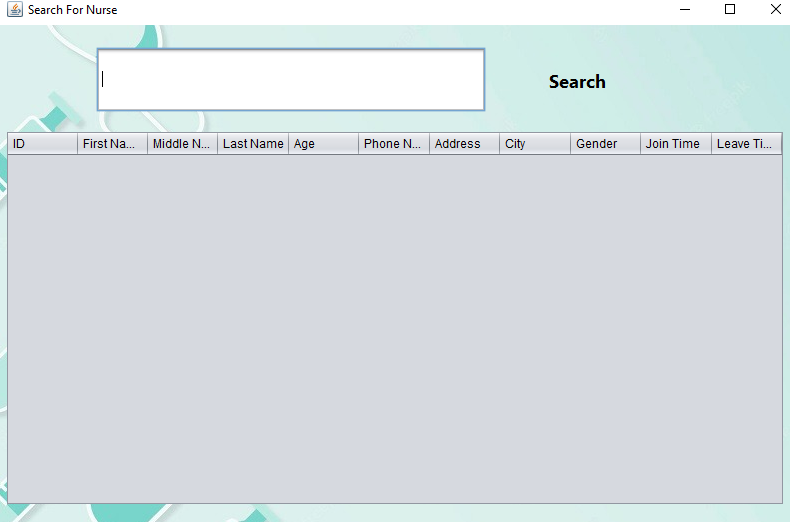 Search For Nurse
Search
ID First Na... Middle N... Last Name Age Phone N... Address City Gender Join Time Leave Ti...